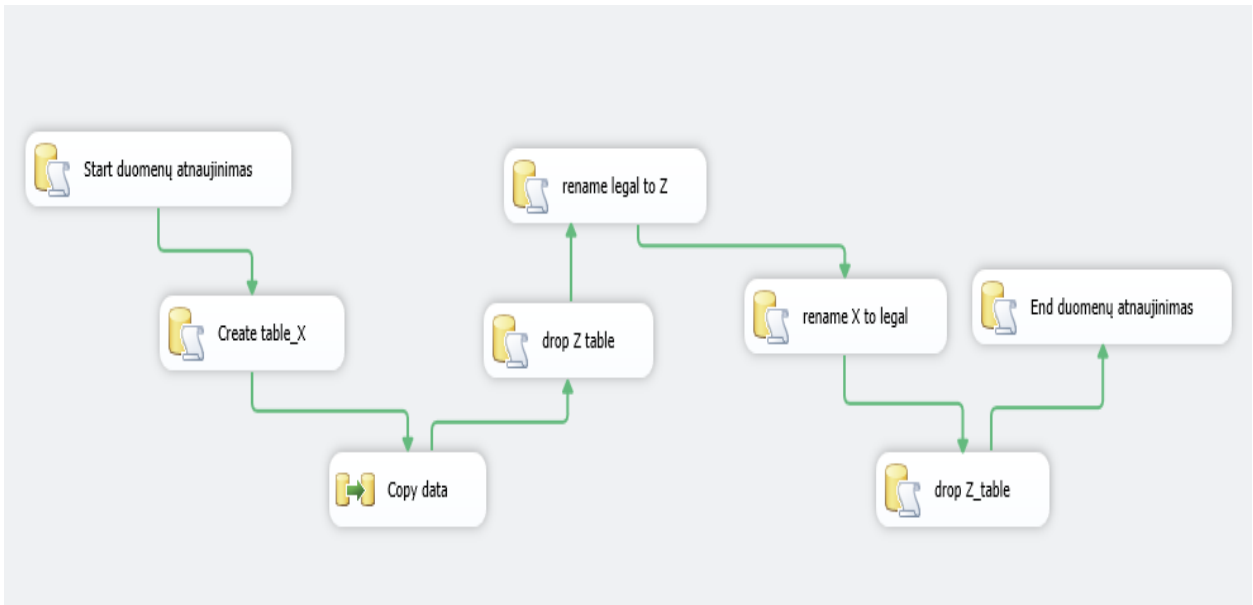 Start duomenų atnaujinimas
Create table_X
Copy data
drop Z table
rename legal to Z
rename X to legal
drop Z_table
End duomenų atnaujinimas